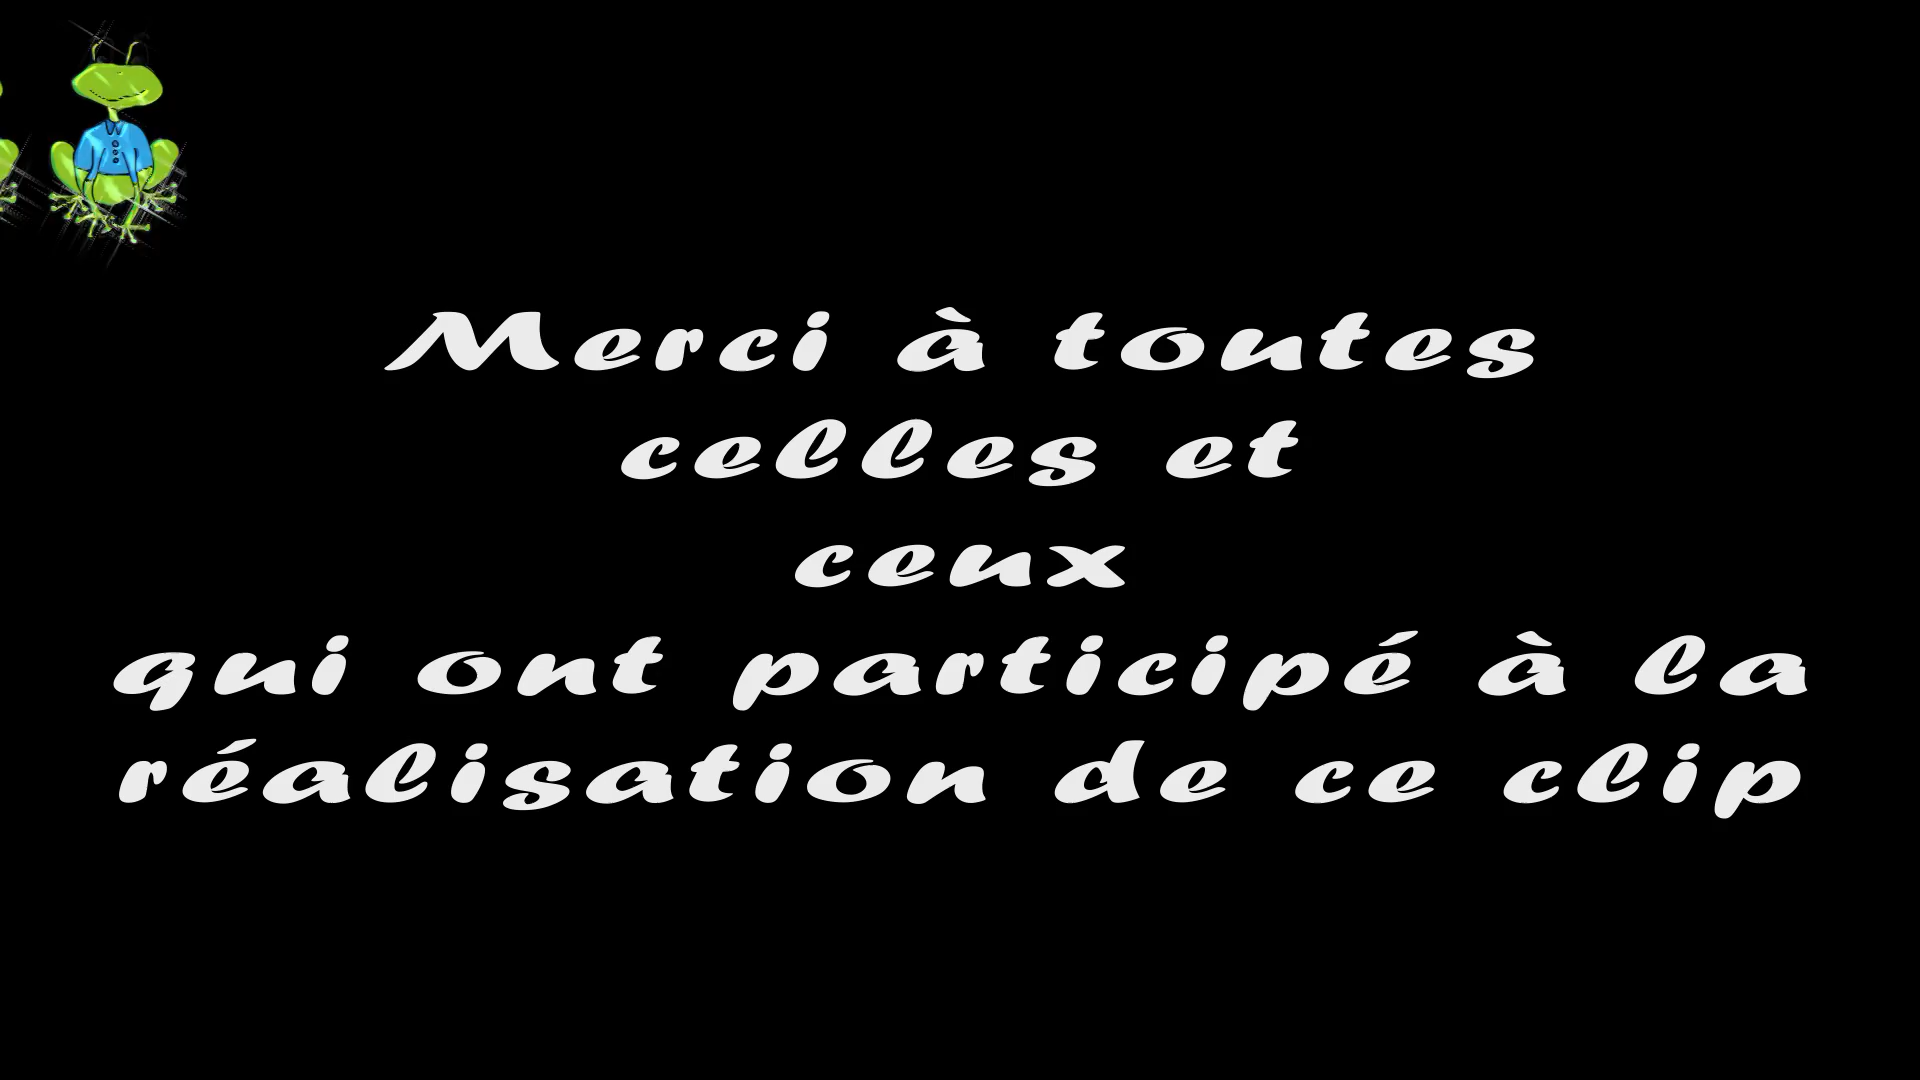 Merci à toutes
celles et
ceux
qui ont participé à la
réalisation de ce clip